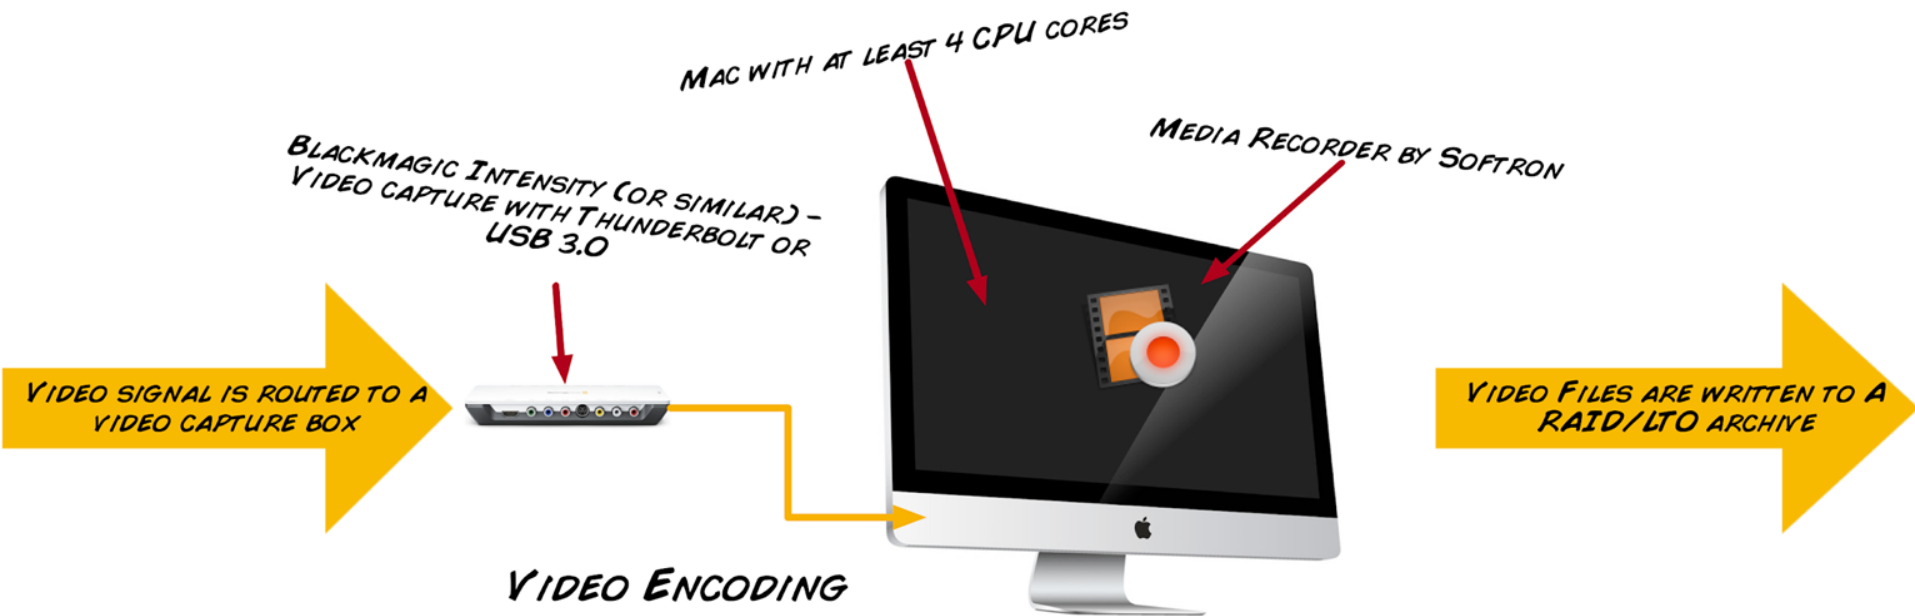 Mac with at least 4 CPU cores
Media Recorder by Softron
Blackmagic Intensity (or similar) -
Video capture with Thunderbolt or
USB 3.0
Video signal is routed to a
video capture box
Video Files are written to a
RAID/LTO archive
Video Encoding